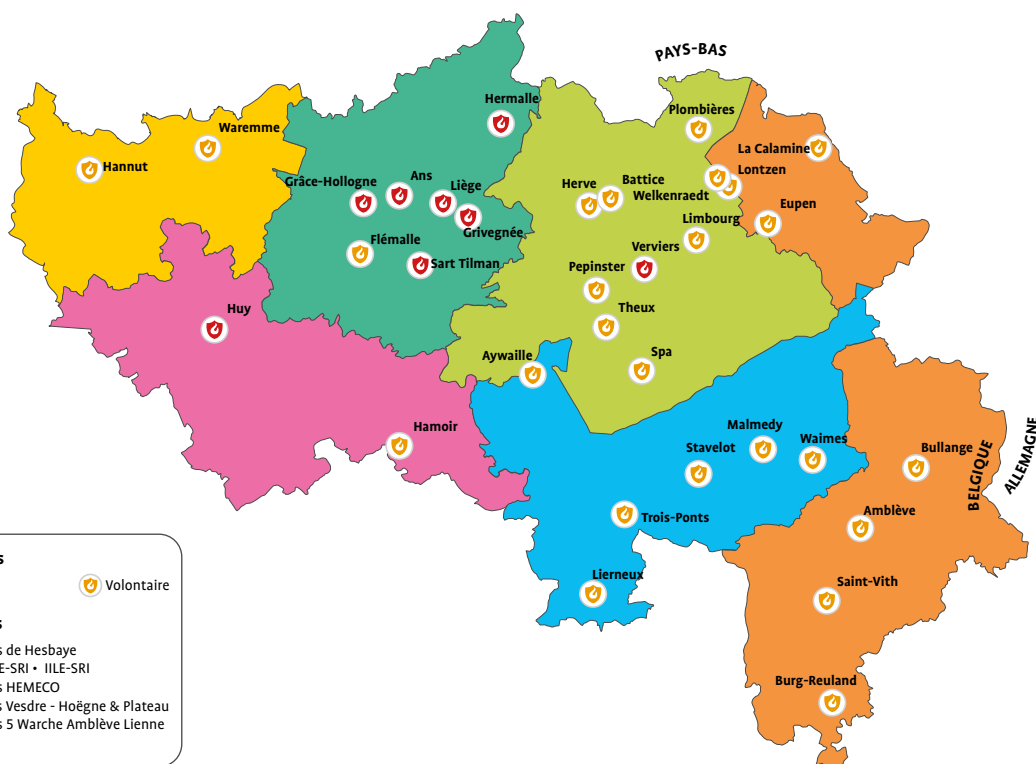 PAYS-BAS
Hermalle
Plombières
Waremme
La Calamine
Hannut
Lontzen
Ans
Grâce-Hollogne
Liège
Battice
Herve
Welkenraedt
Eupen
Limbourg
Grivegnée
Flémalle
Verviers
Sart Tilman
Pepinster
Huy
Theux
Spa
Aywaille
Hamoir
Malmedy
Waimes
Stavelot
Bullange
BELGIQUE
ALLEMAGNE
Amblève
Trois-Ponts
Lierneux
Saint-Vith
Burg-Reuland
s
Volontaire
s
s de Hesbaye
E-SRI • IILE-SRI
s HEMECO
s Vesdre - Hoëgne & Plateau
s 5 Warche Amblève Lienne